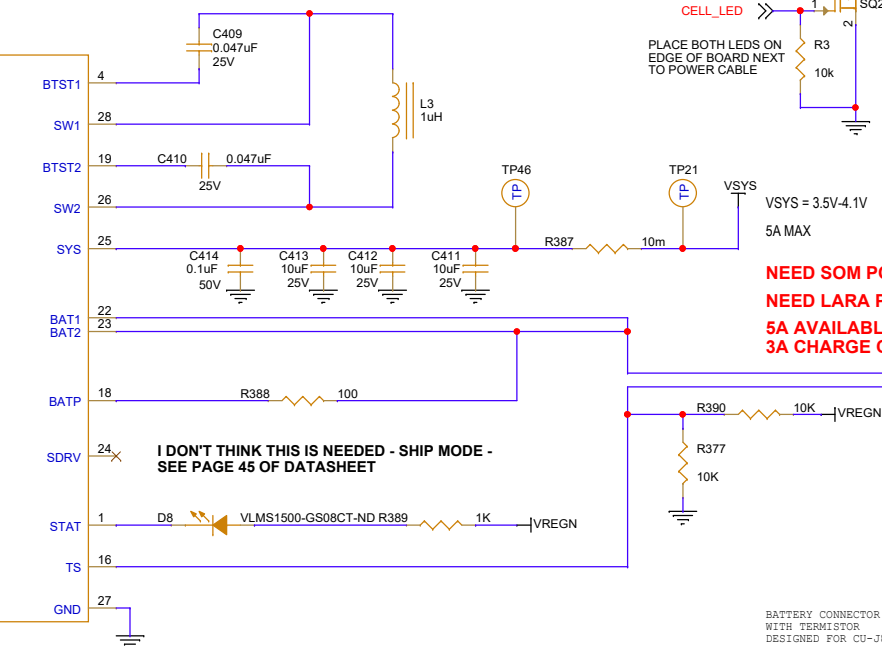 CELL_LED
1
SQ2
2
PLACE BOTH LEDS ON
EDGE OF BOARD NEXT
TO POWER CABLE
R3
10k
C409
0.047uF
25V
BTST1
4
L3
1uH
SW1
28
BTST2
19
C410
0.047uF
25V
SW2
26
TP46
TP
TP21
TP
VSYS
VSYS = 3.5V-4.1V
5A MAX
SYS
25
R387
10m
C414
0.1uF
50V
C413
10uF
25V
C412
10uF
25V
C411
10uF
25V
NEED SOM
NEED LARA
5A
3A CHARGE
BAT1
22
BAT2
23
BATP
18
R388
100
R390
10K
VREGN
R377
10K
SDRV
24
I DON'T THINK THIS IS NEEDED - SHIP MODE -
SEE PAGE 45 OF DATASHEET
STAT
1
D8
VLMS1500-GS08CT-ND
R389
1K
VREGN
TS
16
GND
27
BATTERY CONNECTOR
WITH TERMISTOR
DESIGNED FOR